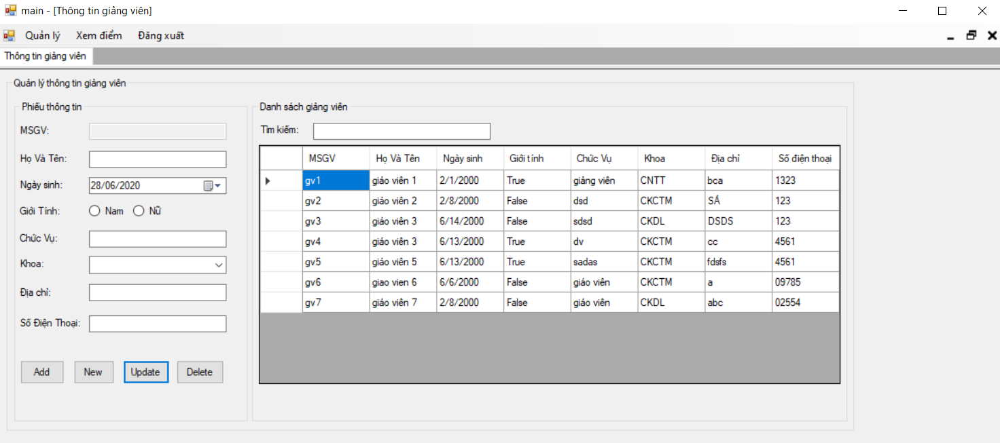 main - [Thông tin giảng viên]
Quản lý Xem điểm Đăng xuất
Thông tin giảng viên
Quản lý thông tin giảng viên
Phiếu thông tin
MSGV:
Họ Và Tên:
Ngày sinh: 28/06/2020
Giới Tính: Nam Nữ
Chức Vụ:
Khoa:
Địa chỉ:
Số Điện Thoại:
Add New Update Delete
Danh sách giảng viên
Tìm kiếm:
MSGV Họ Và Tên Ngày sinh Giới tính Chức Vụ Khoa Địa chỉ Số điện thoại
gv1 giáo viên 1 2/1/2000 True giảng viên CNTT bca 1323
gv2 giáo viên 2 2/8/2000 False dsd CKCTM SÁ 123
gv3 giáo viên 3 6/14/2000 False sdsd CKDL DSDS 123
gv4 giáo viên 3 6/13/2000 True dv CKCTM cc 4561
gv5 giáo viên 5 6/13/2000 True sadas CKCTM fdsfs 4561
gv6 giao vien 6 6/6/2000 False giáo viên CKCTM a 09785
gv7 giáo viên 7 2/8/2000 False giáo viên CKDL abc 02554